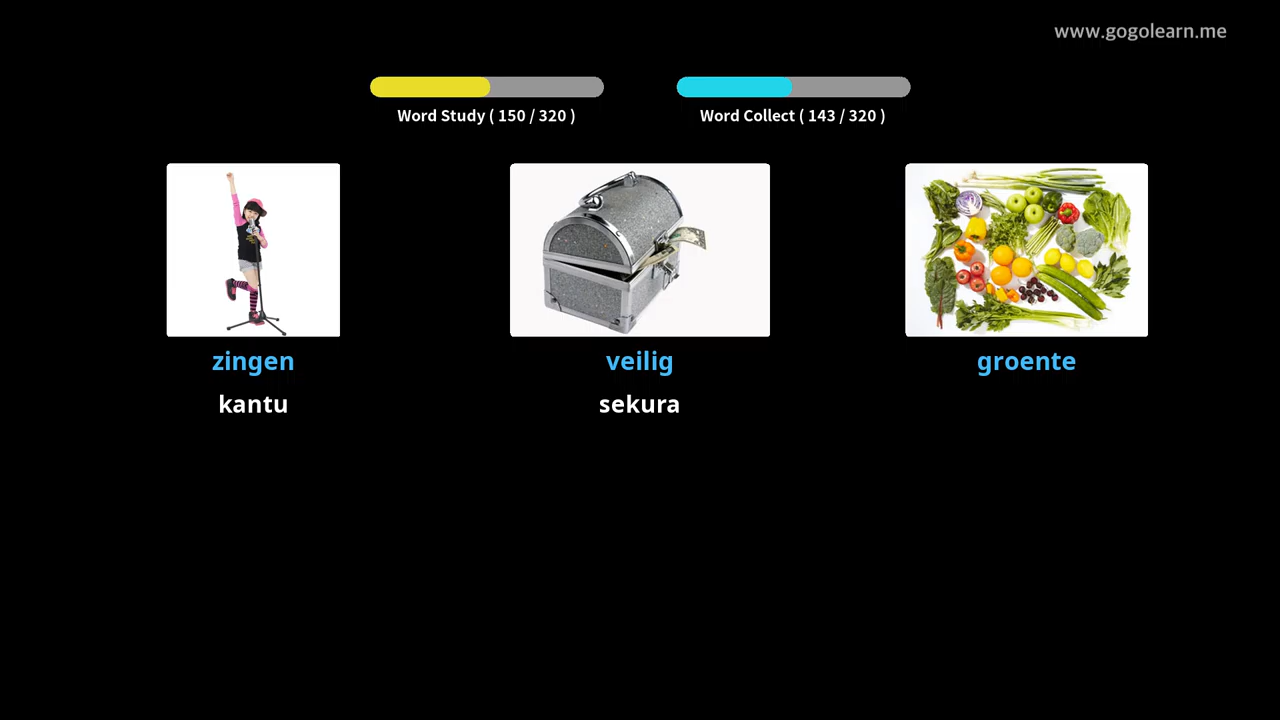 www.gogolearn.me
Word Study ( 150 / 320 )
Word Collect ( 143 / 320 )
zingen
veilig
groente
kantu
sekura